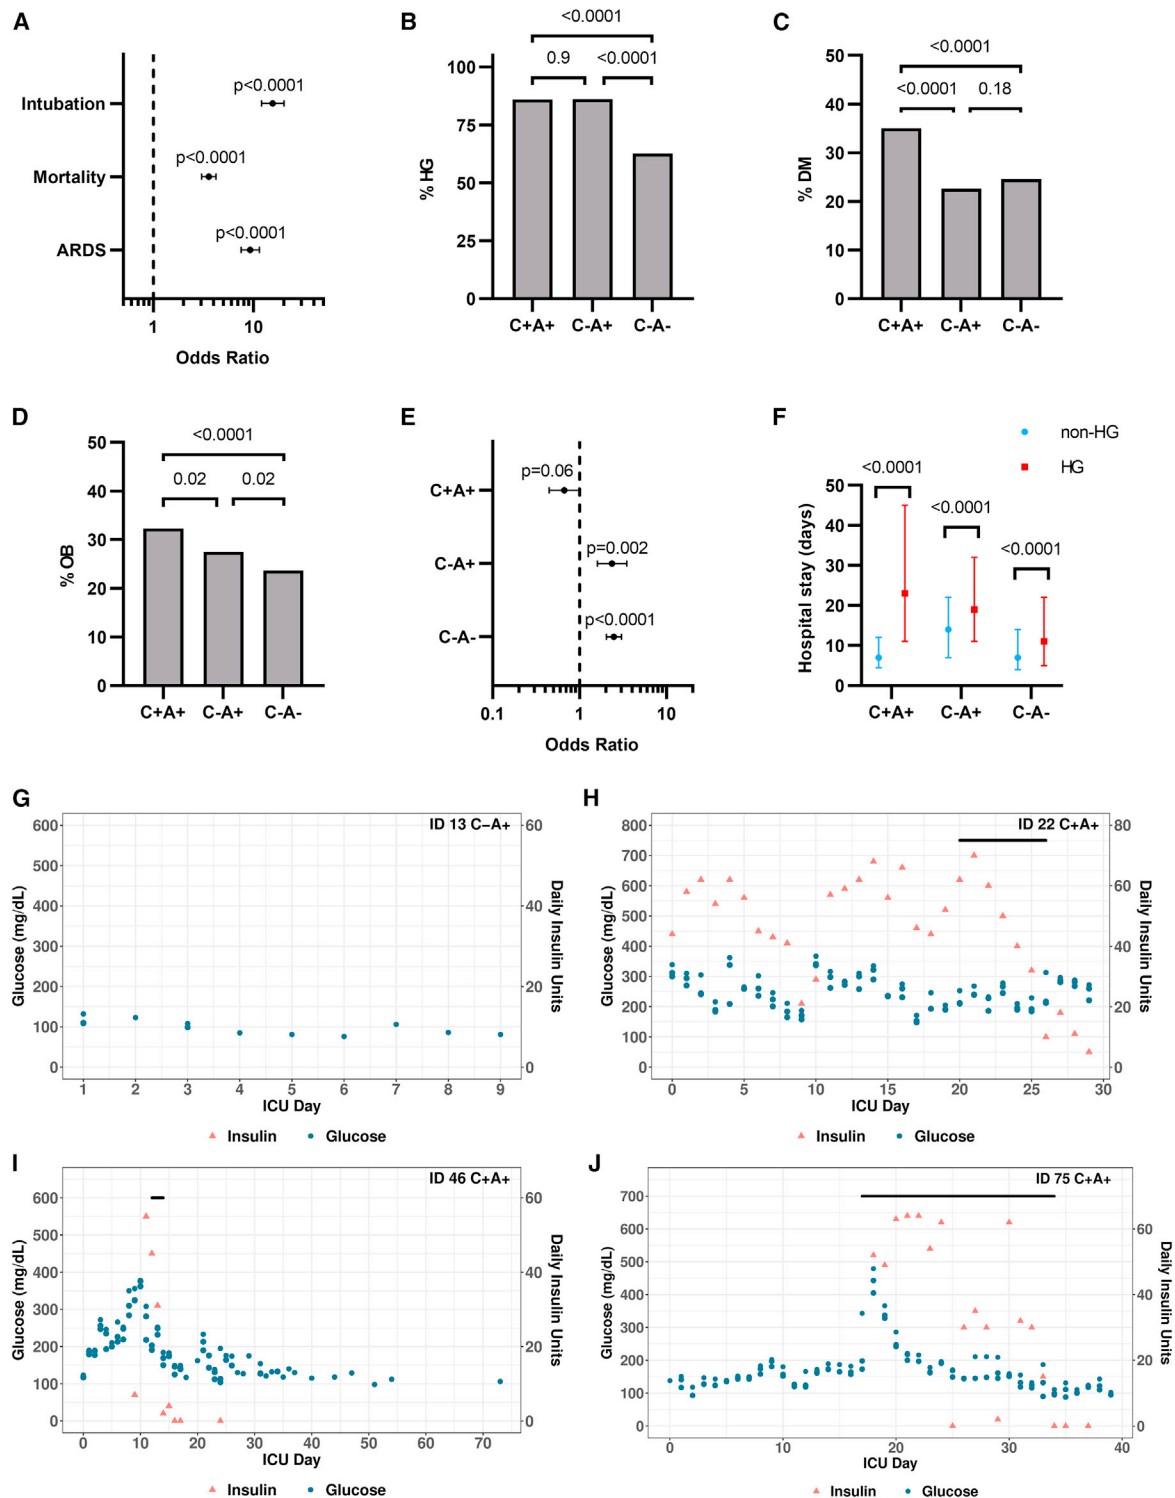 A
Intubation
Mortality
ARDS
p<0.0001
p<0.0001
p<0.0001
1
10
Odds Ratio
B
<0.0001
0.9
<0.0001
% HG
100
75
50
25
0
C+A+
C-A+
C-A-
C
<0.0001
<0.0001
0.18
% DM
50
40
30
20
10
0
C+A+
C-A+
C-A-
D
<0.0001
0.02
0.02
% OB
50
40
30
20
10
0
C+A+
C-A+
C-A-
E
C+A+
C-A+
C-A-
p=0.06
p=0.002
p<0.0001
0.1
1
10
Odds Ratio
F
non-HG
HG
<0.0001
<0.0001
<0.0001
Hospital stay (days)
50
40
30
20
10
0
C+A+
C-A+
C-A-
G
ID 13 C−A+
Glucose (mg/dL)
600
500
400
300
200
100
0
60
40
20
0
Daily Insulin Units
1 2 3 4 5 6 7 8 9
ICU Day
Insulin Glucose
H
ID 22 C+A+
Glucose (mg/dL)
800
700
600
500
400
300
200
100
0
80
60
40
20
0
Daily Insulin Units
0 5 10 15 20 25 30
ICU Day
Insulin Glucose
I
ID 46 C+A+
Glucose (mg/dL)
600
500
400
300
200
100
0
60
40
20
0
Daily Insulin Units
0 10 20 30 40 50 60 70
ICU Day
Insulin Glucose
J
ID 75 C+A+
Glucose (mg/dL)
700
600
500
400
300
200
100
0
60
40
20
0
Daily Insulin Units
0 10 20 30 40
ICU Day
Insulin Glucose